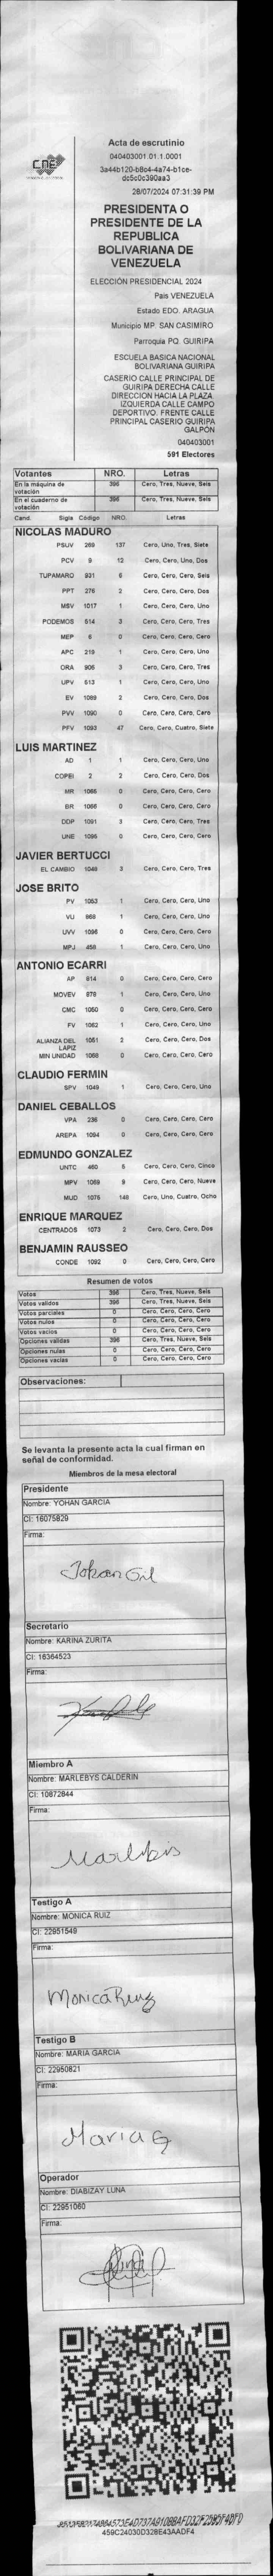 CNE
Acta de escrutinio
040403001.01.1.0001
3a44b120-b8c4-4a74-b1ce-
dc5c0c390aa3
28/07/2024 07:31:39 PM
PRESIDENTA O
PRESIDENTE DE LA
REPUBLICA
BOLIVARIANA DE
VENEZUELA
ELECCIÓN PRESIDENCIAL 2024
Pais VENEZUELA
Estado EDO. ARAGUA
Municipio MP. SAN CASIMIRO
Parroquia PQ. GUIRIPA
ESCUELA BASICA NACIONAL
BOLIVARIANA GUIRIPA
CASERIO CALLE PRINCIPAL DE
GUIRIPA DERECHA CALLE
DIRECCION HACIA LA PLAZA
IZQUIERDA CALLE CAMPO
DEPORTIVO. FRENTE CALLE
PRINCIPAL CASERIO GUIRIPA
GALPÓN
040403001
591 Electores
Votantes NRO. Letras
En la máquina de votación 396 Cero, Tres, Nueve, Seis
En el cuaderno de votación 396 Cero, Tres, Nueve, Seis
Cand. Sigla Código NRO. Letras
NICOLAS MADURO
PSUV 269 137 Cero, Uno, Tres, Siete
PCV 9 12 Cero, Cero, Uno, Dos
TUPAMARO 931 6 Cero, Cero, Cero, Seis
PPT 276 2 Cero, Cero, Cero, Dos
MSV 1017 1 Cero, Cero, Cero, Uno
PODEMOS 514 3 Cero, Cero, Cero, Tres
MEP 6 0 Cero, Cero, Cero, Cero
APC 219 1 Cero, Cero, Cero, Uno
ORA 906 3 Cero, Cero, Cero, Tres
UPV 513 1 Cero, Cero, Cero, Uno
EV 1089 2 Cero, Cero, Cero, Dos
PVV 1090 0 Cero, Cero, Cero, Cero
PFV 1093 47 Cero, Cero, Cuatro, Siete
LUIS MARTINEZ
AD 1 1 Cero, Cero, Cero, Uno
COPEI 2 2 Cero, Cero, Cero, Dos
MR 1065 0 Cero, Cero, Cero, Cero
BR 1066 0 Cero, Cero, Cero, Cero
DDP 1091 3 Cero, Cero, Cero, Tres
UNE 1095 0 Cero, Cero, Cero, Cero
JAVIER BERTUCCI
EL CAMBIO 1046 3 Cero, Cero, Cero, Tres
JOSE BRITO
PV 1053 1 Cero, Cero, Cero, Uno
VU 868 1 Cero, Cero, Cero, Uno
UVV 1096 0 Cero, Cero, Cero, Cero
MPJ 458 1 Cero, Cero, Cero, Uno
ANTONIO ECARRI
AP 914 0 Cero, Cero, Cero, Cero
MOVEV 878 1 Cero, Cero, Cero, Uno
CMC 1050 0 Cero, Cero, Cero, Cero
FV 1062 1 Cero, Cero, Cero, Uno
ALIANZA DEL LAPIZ 1051 2 Cero, Cero, Cero, Dos
MIN UNIDAD 1068 0 Cero, Cero, Cero, Cero
CLAUDIO FERMIN
SPV 1049 1 Cero, Cero, Cero, Uno
DANIEL CEBALLOS
VPA 236 0 Cero, Cero, Cero, Cero
AREPA 1094 0 Cero, Cero, Cero, Cero
EDMUNDO GONZALEZ
UNTC 460 5 Cero, Cero, Cero, Cinco
MPV 1069 9 Cero, Cero, Cero, Nueve
MUD 1075 148 Cero, Uno, Cuatro, Ocho
ENRIQUE MARQUEZ
CENTRADOS 1073 2 Cero, Cero, Cero, Dos
BENJAMIN RAUSSEO
CONDE 1092 0 Cero, Cero, Cero, Cero
Resumen de votos
Votos 396 Cero, Tres, Nueve, Seis
Votos validos 396 Cero, Tres, Nueve, Seis
Votos parciales 0 Cero, Cero, Cero, Cero
Votos nulos 0 Cero, Cero, Cero, Cero
Votos vacios 0 Cero, Cero, Cero, Cero
Opciones validas 396 Cero, Tres, Nueve, Seis
Opciones nulas 0 Cero, Cero, Cero, Cero
Opciones vacias 0 Cero, Cero, Cero, Cero
Observaciones:
Se levanta la presente acta la cual firman en
señal de conformidad.
Miembros de la mesa electoral
Presidente
Nombre: YOHAN GARCIA
CI: 16075829
Firma:
Secretario
Nombre: KARINA ZURITA
CI: 16364523
Firma:
Miembro A
Nombre: MARLEBYS CALDERIN
CI: 10872844
Firma:
Marlebis
Testigo A
Nombre: MONICA RUIZ
CI: 22951549
Firma:
Monica Ruiz
Testigo B
Nombre: MARIA GARCIA
CI: 22950821
Firma:
Maria G
Operador
Nombre: DIABIZAY LUNA
CI: 22951060
Firma:
459C24030D328E43AADF4